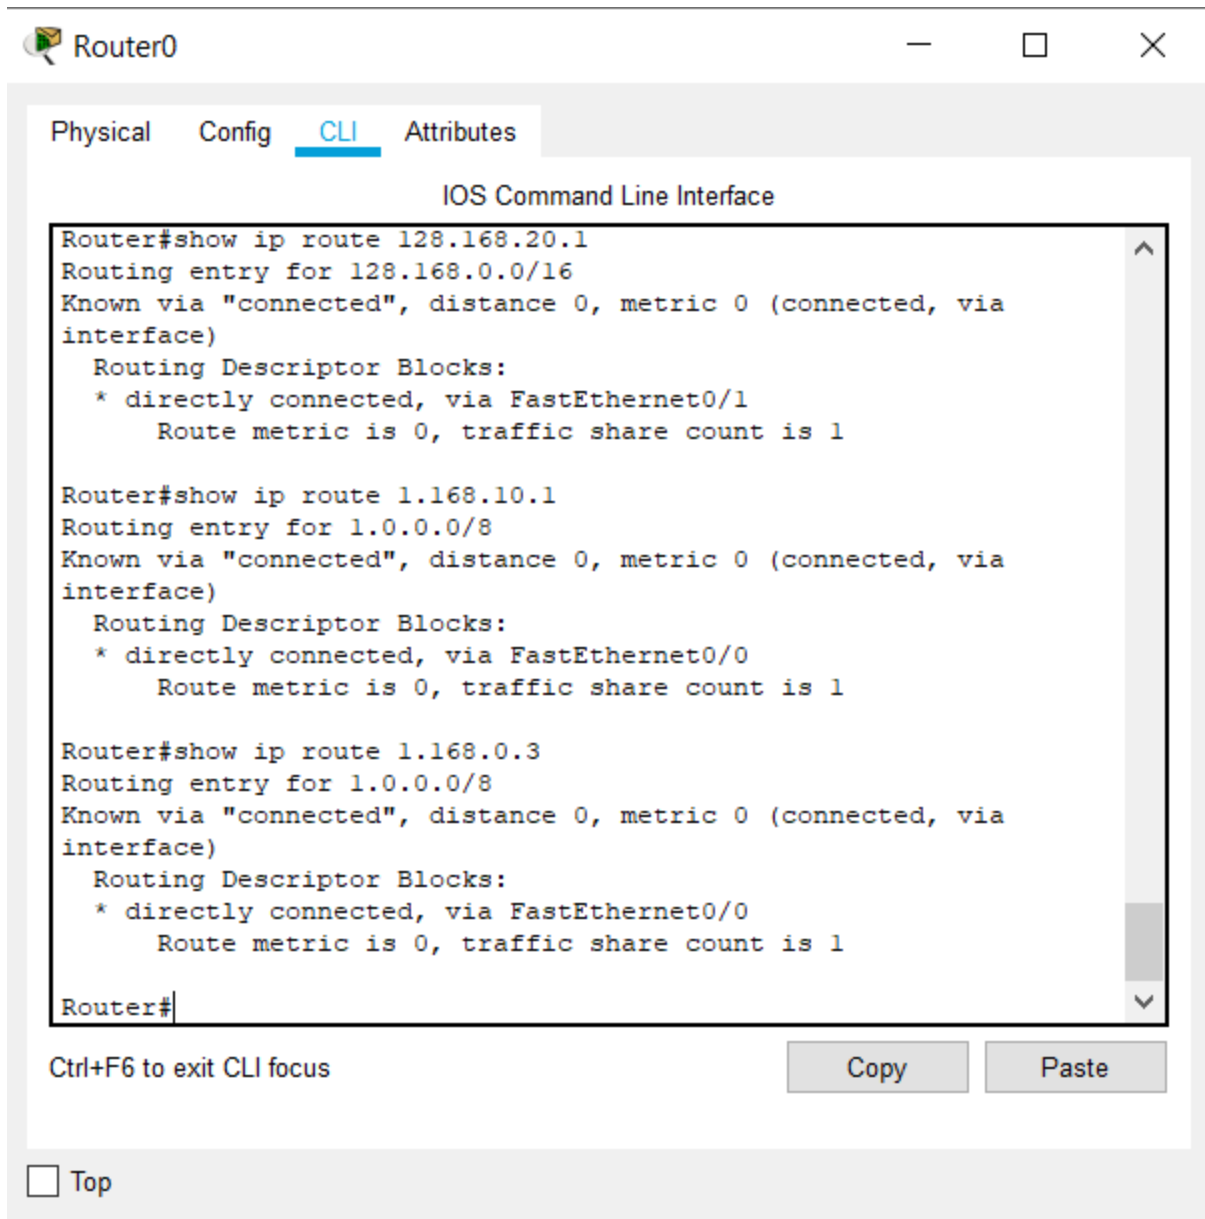 Router0
Physical Config CLI Attributes
IOS Command Line Interface
Router#show ip route 128.168.20.1
Routing entry for 128.168.0.0/16
Known via "connected", distance 0, metric 0 (connected, via
interface)
  Routing Descriptor Blocks:
  * directly connected, via FastEthernet0/1
      Route metric is 0, traffic share count is 1

Router#show ip route 1.168.10.1
Routing entry for 1.0.0.0/8
Known via "connected", distance 0, metric 0 (connected, via
interface)
  Routing Descriptor Blocks:
  * directly connected, via FastEthernet0/0
      Route metric is 0, traffic share count is 1

Router#show ip route 1.168.0.3
Routing entry for 1.0.0.0/8
Known via "connected", distance 0, metric 0 (connected, via
interface)
  Routing Descriptor Blocks:
  * directly connected, via FastEthernet0/0
      Route metric is 0, traffic share count is 1

Router#
Ctrl+F6 to exit CLI focus
Copy Paste
Top